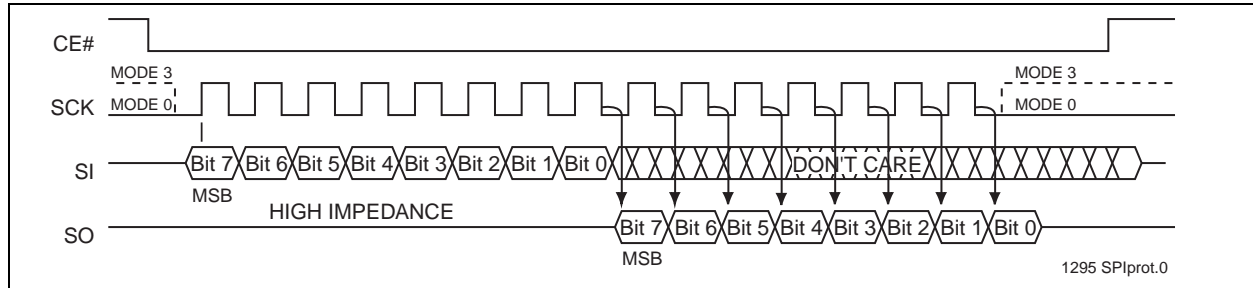 CE#
MODE 3 MODE 3
SCK MODE 0 MODE 0
SI Bit 7 Bit 6 Bit 5 Bit 4 Bit 3 Bit 2 Bit 1 Bit 0 DON'T CARE
MSB
HIGH IMPEDANCE
SO Bit 7 Bit 6 Bit 5 Bit 4 Bit 3 Bit 2 Bit 1 Bit 0
MSB
1295 SPIprot.0